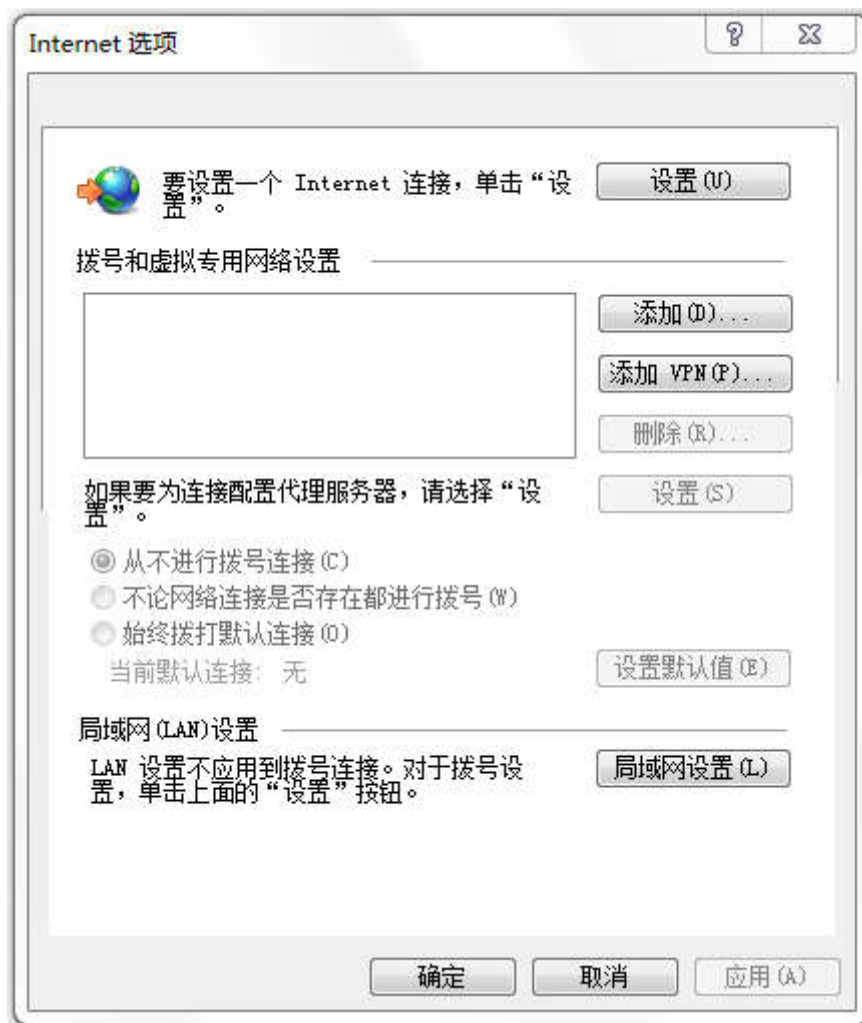 Internet 选项
要设置一个 Internet 连接，单击“设
置”。
设置(U)
拨号和虚拟专用网络设置
添加(D)...
添加 VPN(P)...
删除(R)...
如果要为连接配置代理服务器，请选择“设
置”。
设置(S)
从不进行拨号连接(C)
不论网络连接是否存在都进行拨号(W)
始终拨打默认连接(O)
当前默认连接： 无
设置默认值(E)
局域网(LAN)设置
LAN 设置不应用到拨号连接。对于拨号设
置，单击上面的“设置”按钮。
局域网设置(L)
确定
取消
应用(A)